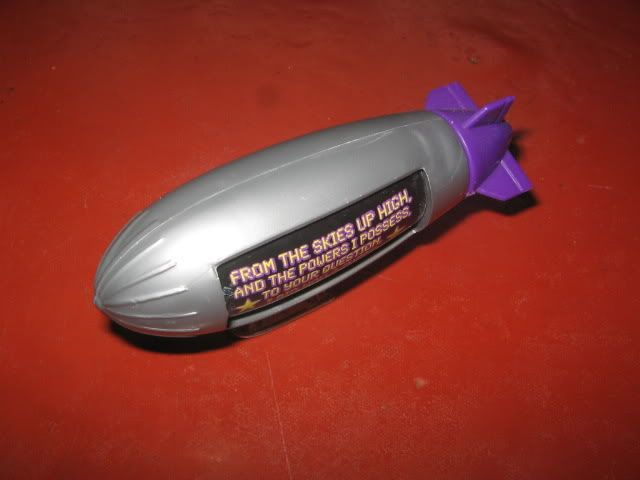 FROM THE SKIES UP HIGH,
AND THE POWERS I POSSESS,
TO YOUR QUESTION,